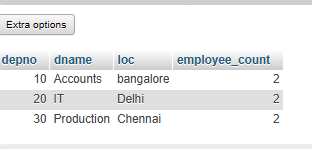 Extra options
depno dname loc employee_count
10 Accounts bangalore 2
20 IT Delhi 2
30 Production Chennai 2